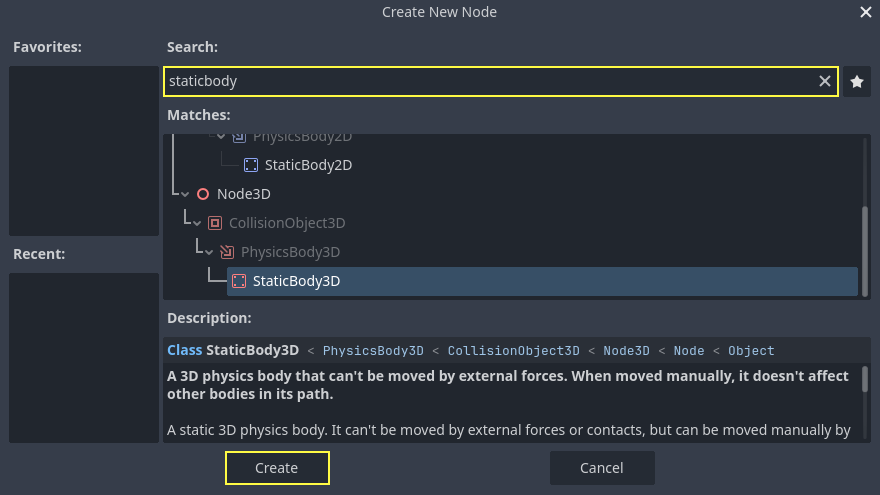 Create New Node
Favorites:
Search:
staticbody
Matches:
PhysicsBody2D
StaticBody2D
Node3D
CollisionObject3D
PhysicsBody3D
StaticBody3D
Recent:
Description:
Class StaticBody3D < PhysicsBody3D < CollisionObject3D < Node3D < Node < Object
A 3D physics body that can't be moved by external forces. When moved manually, it doesn't affect
other bodies in its path.
A static 3D physics body. It can't be moved by external forces or contacts, but can be moved manually by
Create
Cancel